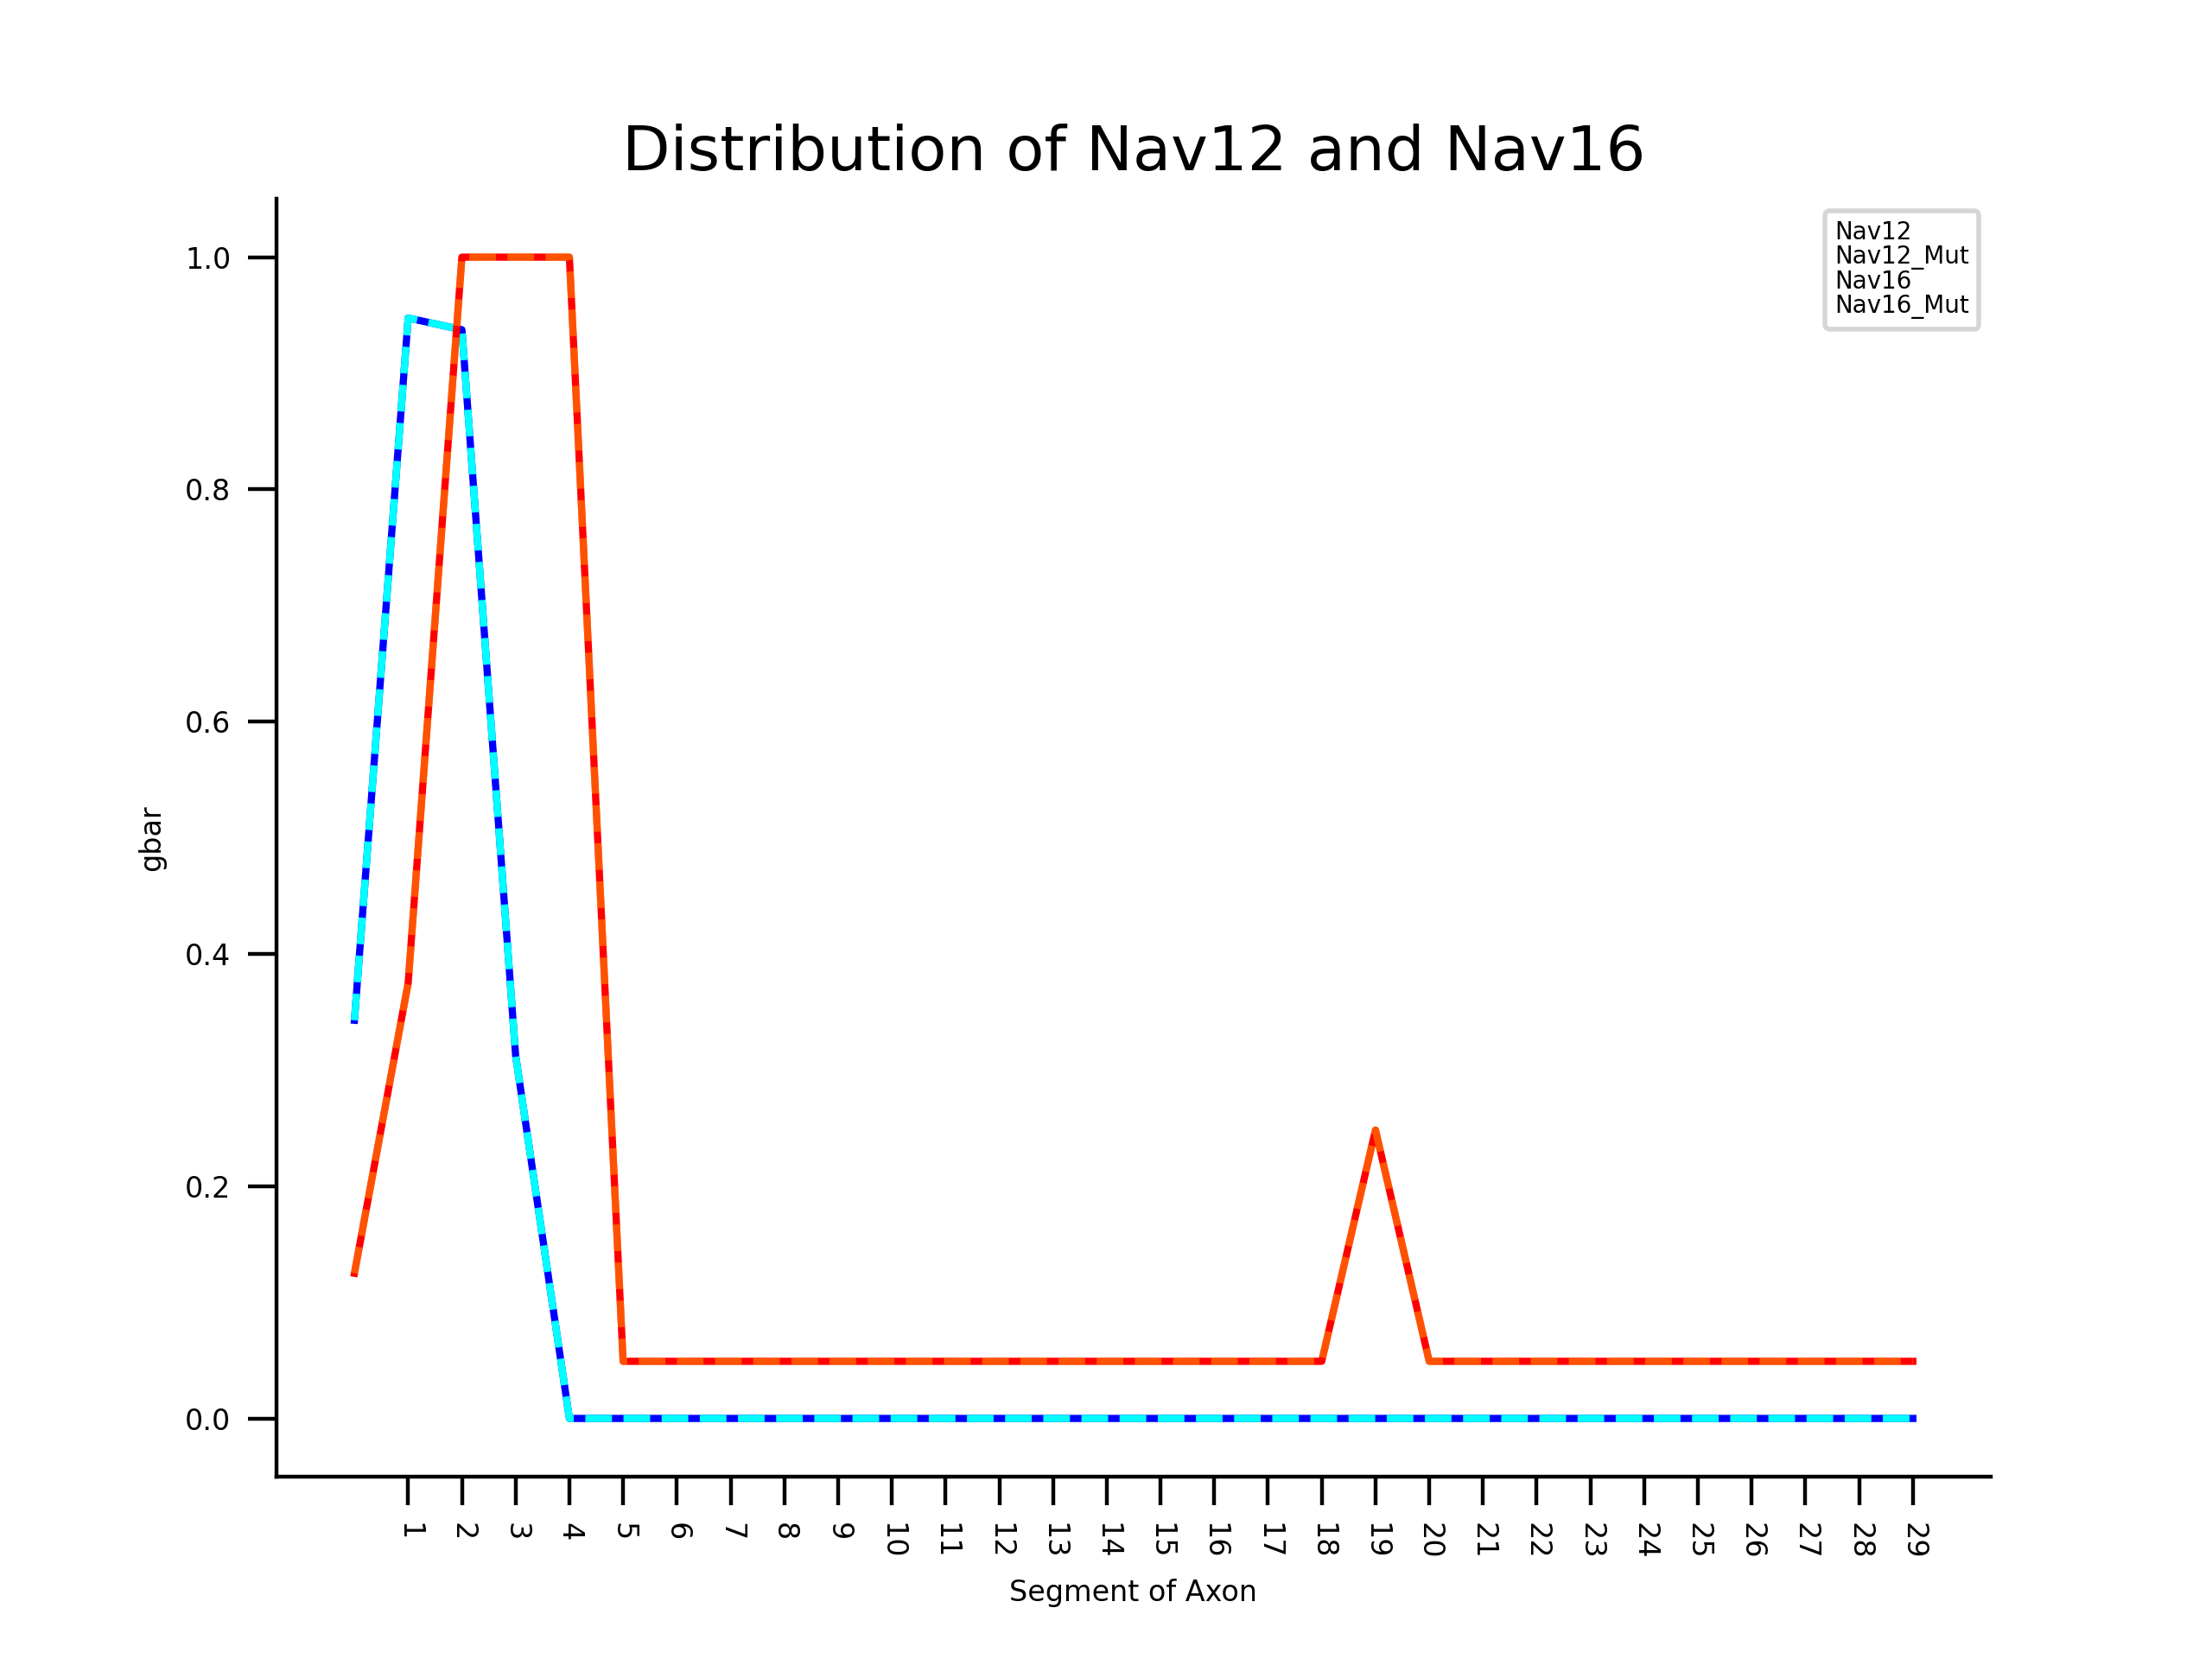 Distribution of Nav12 and Nav16
Nav12
Nav12_Mut
Nav16
Nav16_Mut
1.0
0.8
0.6
0.4
0.2
0.0
gbar
1 2 3 4 5 6 7 8 9 10 11 12 13 14 15 16 17 18 19 20 21 22 23 24 25 26 27 28 29
Segment of Axon